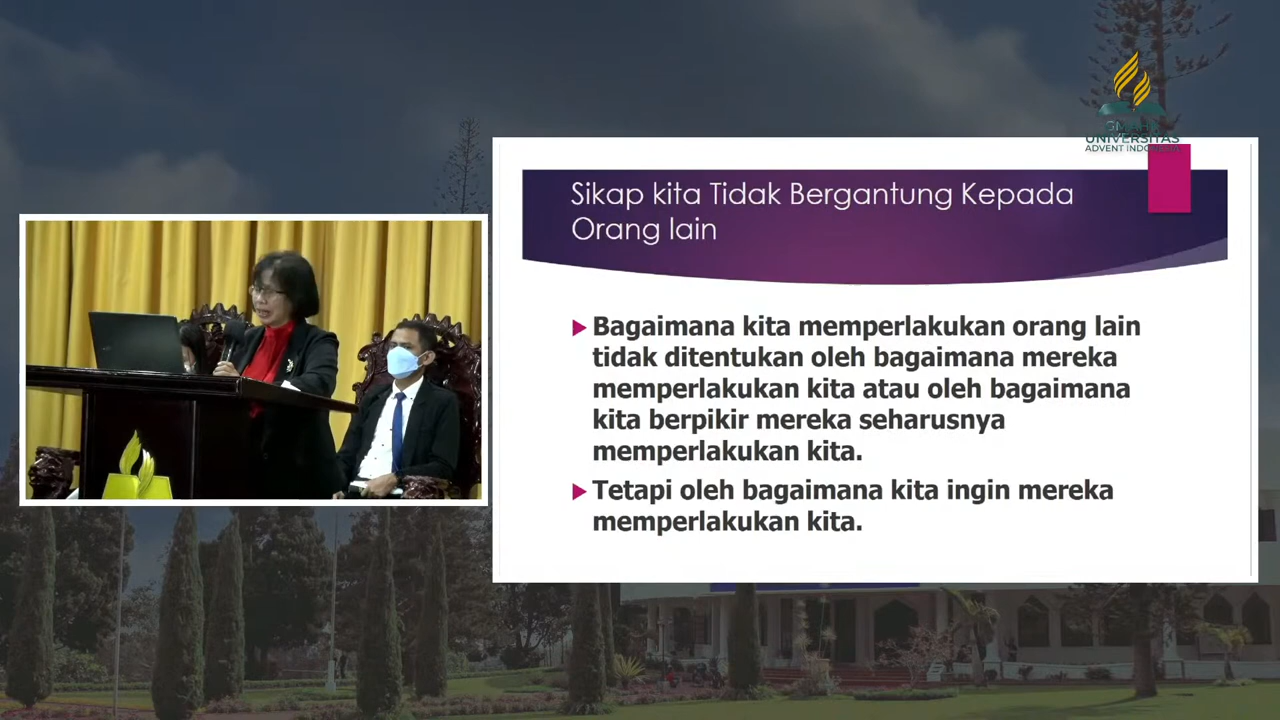 UNIVERSITAS
ADVENT INDONESIA
Sikap kita Tidak Bergantung Kepada
Orang lain
Bagaimana kita memperlakukan orang lain
tidak ditentukan oleh bagaimana mereka
memperlakukan kita atau oleh bagaimana
kita berpikir mereka seharusnya
memperlakukan kita.
Tetapi oleh bagaimana kita ingin mereka
memperlakukan kita.